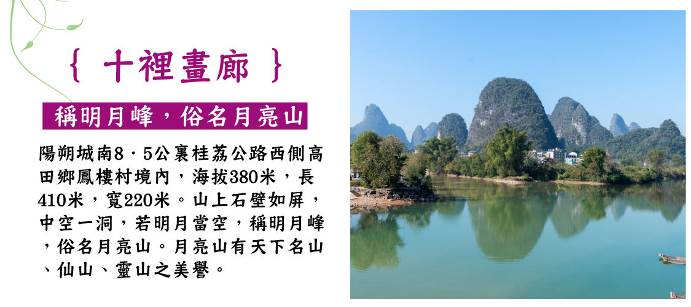 { 十裡畫廊 }
稱明月峰，俗名月亮山
陽朔城南8．5公裏桂荔公路西側高
田鄉鳳樓村境內，海拔380米，長
410米，寬220米。山上石壁如屏，
中空一洞，若明月當空，稱明月峰
，俗名月亮山。月亮山有天下名山
、仙山、靈山之美譽。